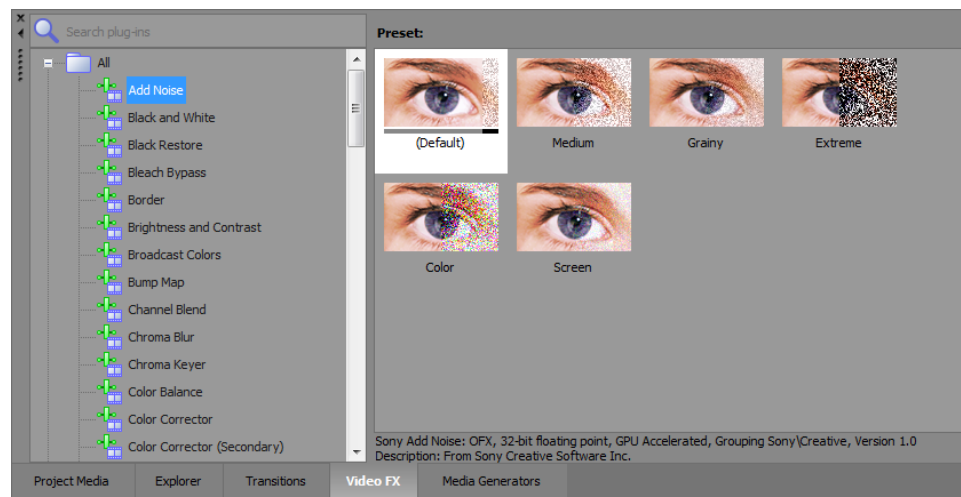 Search plug-ins
All
Add Noise
Black and White
Black Restore
Bleach Bypass
Border
Brightness and Contrast
Broadcast Colors
Bump Map
Channel Blend
Chroma Blur
Chroma Keyer
Color Balance
Color Corrector
Color Corrector (Secondary)
Preset:
(Default)
Medium
Grainy
Extreme
Color
Screen
Sony Add Noise: OFX, 32-bit floating point, GPU Accelerated, Grouping Sony\Creative, Version 1.0
Description: From Sony Creative Software Inc.
Project Media
Explorer
Transitions
Video FX
Media Generators